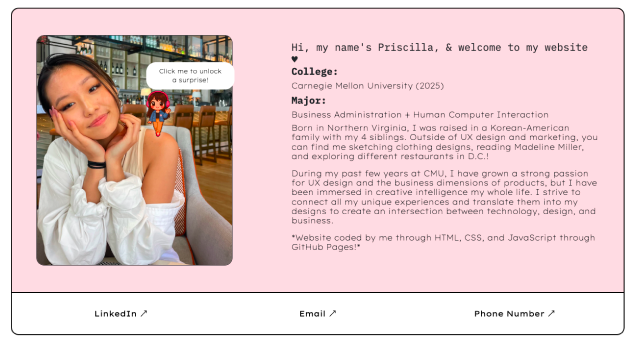 Click me to unlock
a surprise!
Hi, my name's Priscilla, & welcome to my website
♥
College:
Carnegie Mellon University (2025)
Major:
Business Administration + Human Computer Interaction
Born in Northern Virginia, I was raised in a Korean-American
family with my 4 siblings. Outside of UX design and marketing, you
can find me sketching clothing designs, reading Madeline Miller,
and exploring different restaurants in D.C.!
During my past few years at CMU, I have grown a strong passion
for UX design and the business dimensions of products, but I have
been immersed in creative intelligence my whole life. I strive to
connect all my unique experiences and translate them into my
designs to create an intersection between technology, design, and
business.
*Website coded by me through HTML, CSS, and JavaScript through
GitHub Pages!*
LinkedIn ↗
Email ↗
Phone Number ↗